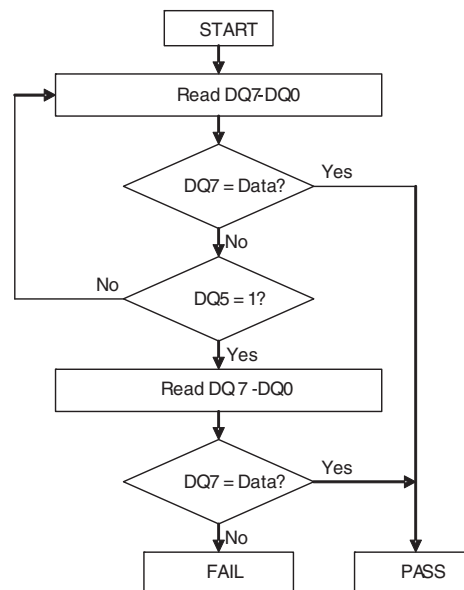 START
Read DQ7-DQ0
DQ7 = Data?
Yes
No
No
DQ5 = 1?
Yes
Read DQ 7 -DQ0
DQ7 = Data?
Yes
No
FAIL
PASS